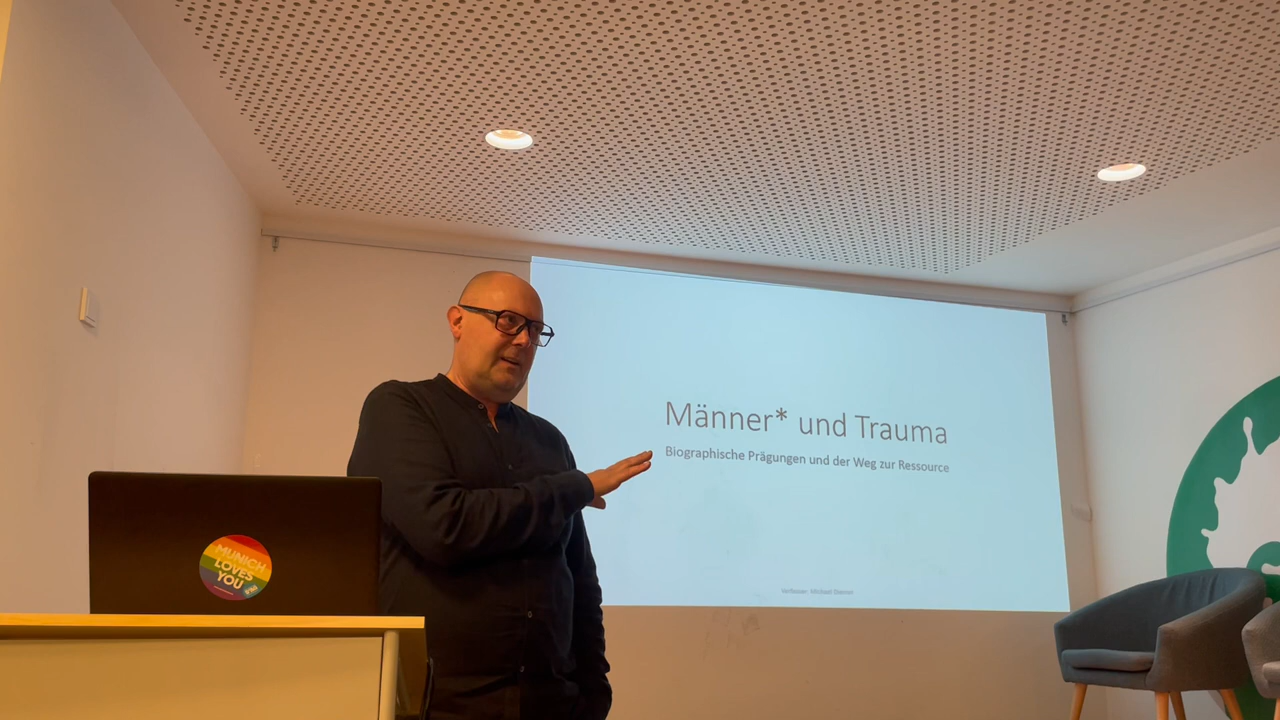 Männer* und Trauma
Biographische Prägungen und der Weg zur Ressource
MUNICH
LOVES
YOU